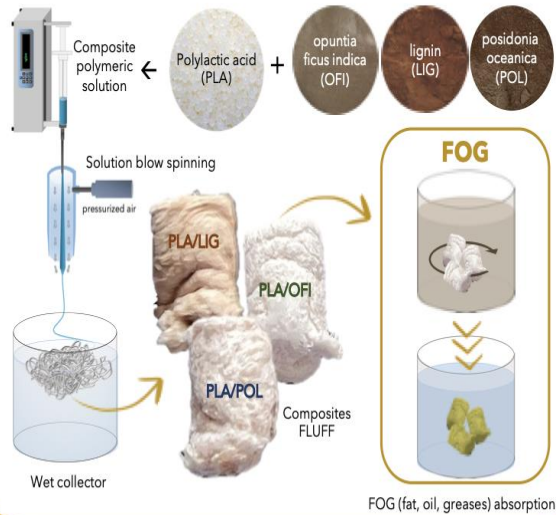 Composite
polymeric
solution
Polylactic acid
(PLA)
+
opuntia
ficus indica
(OFI)
lignin
(LIG)
posidonia
oceanica
(POL)
Solution blow spinning
pressurized air
FOG
PLA/LIG
PLA/OFI
PLA/POL
Composites
FLUFF
Wet collector
FOG (fat, oil, greases) absorption